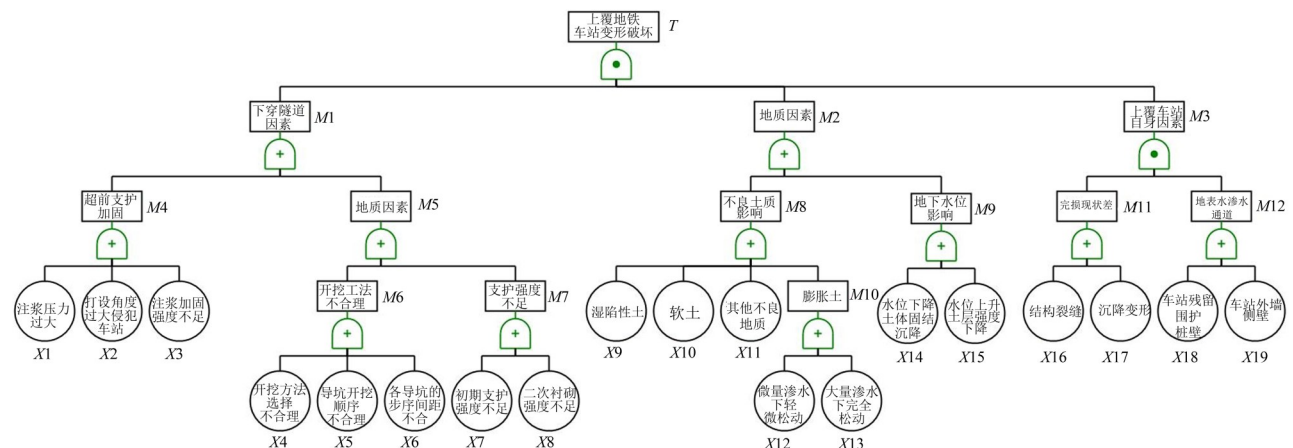 上覆地铁
车站变形破坏
T
下穿隧道
因素
M1
地质因素
M2
上覆车站
自身因素
M3
超前支护
加固
M4
地质因素
M5
不良土质
影响
M8
地下水位
影响
M9
完损现状差
M11
地表水渗水
通道
M12
注浆压力
过大
X1
打设角度
过大侵犯
车站
X2
注浆加固
强度不足
X3
开挖工法
不合理
M6
支护强度
不足
M7
湿陷性土
X9
软土
X10
其他不良
地质
X11
膨胀土
M10
水位下降
土体固结
沉降
X14
水位上升
土层强度
下降
X15
结构裂缝
X16
沉降变形
X17
车站残留
围护
桩壁
X18
车站外墙
侧壁
X19
开挖方法
选择
不合理
X4
导坑开挖
顺序
不合理
X5
各导坑的
步序间距
不合
X6
初期支护
强度不足
X7
二次衬砌
强度不足
X8
微量渗水
下轻
微松动
X12
大量渗水
下完全
松动
X13